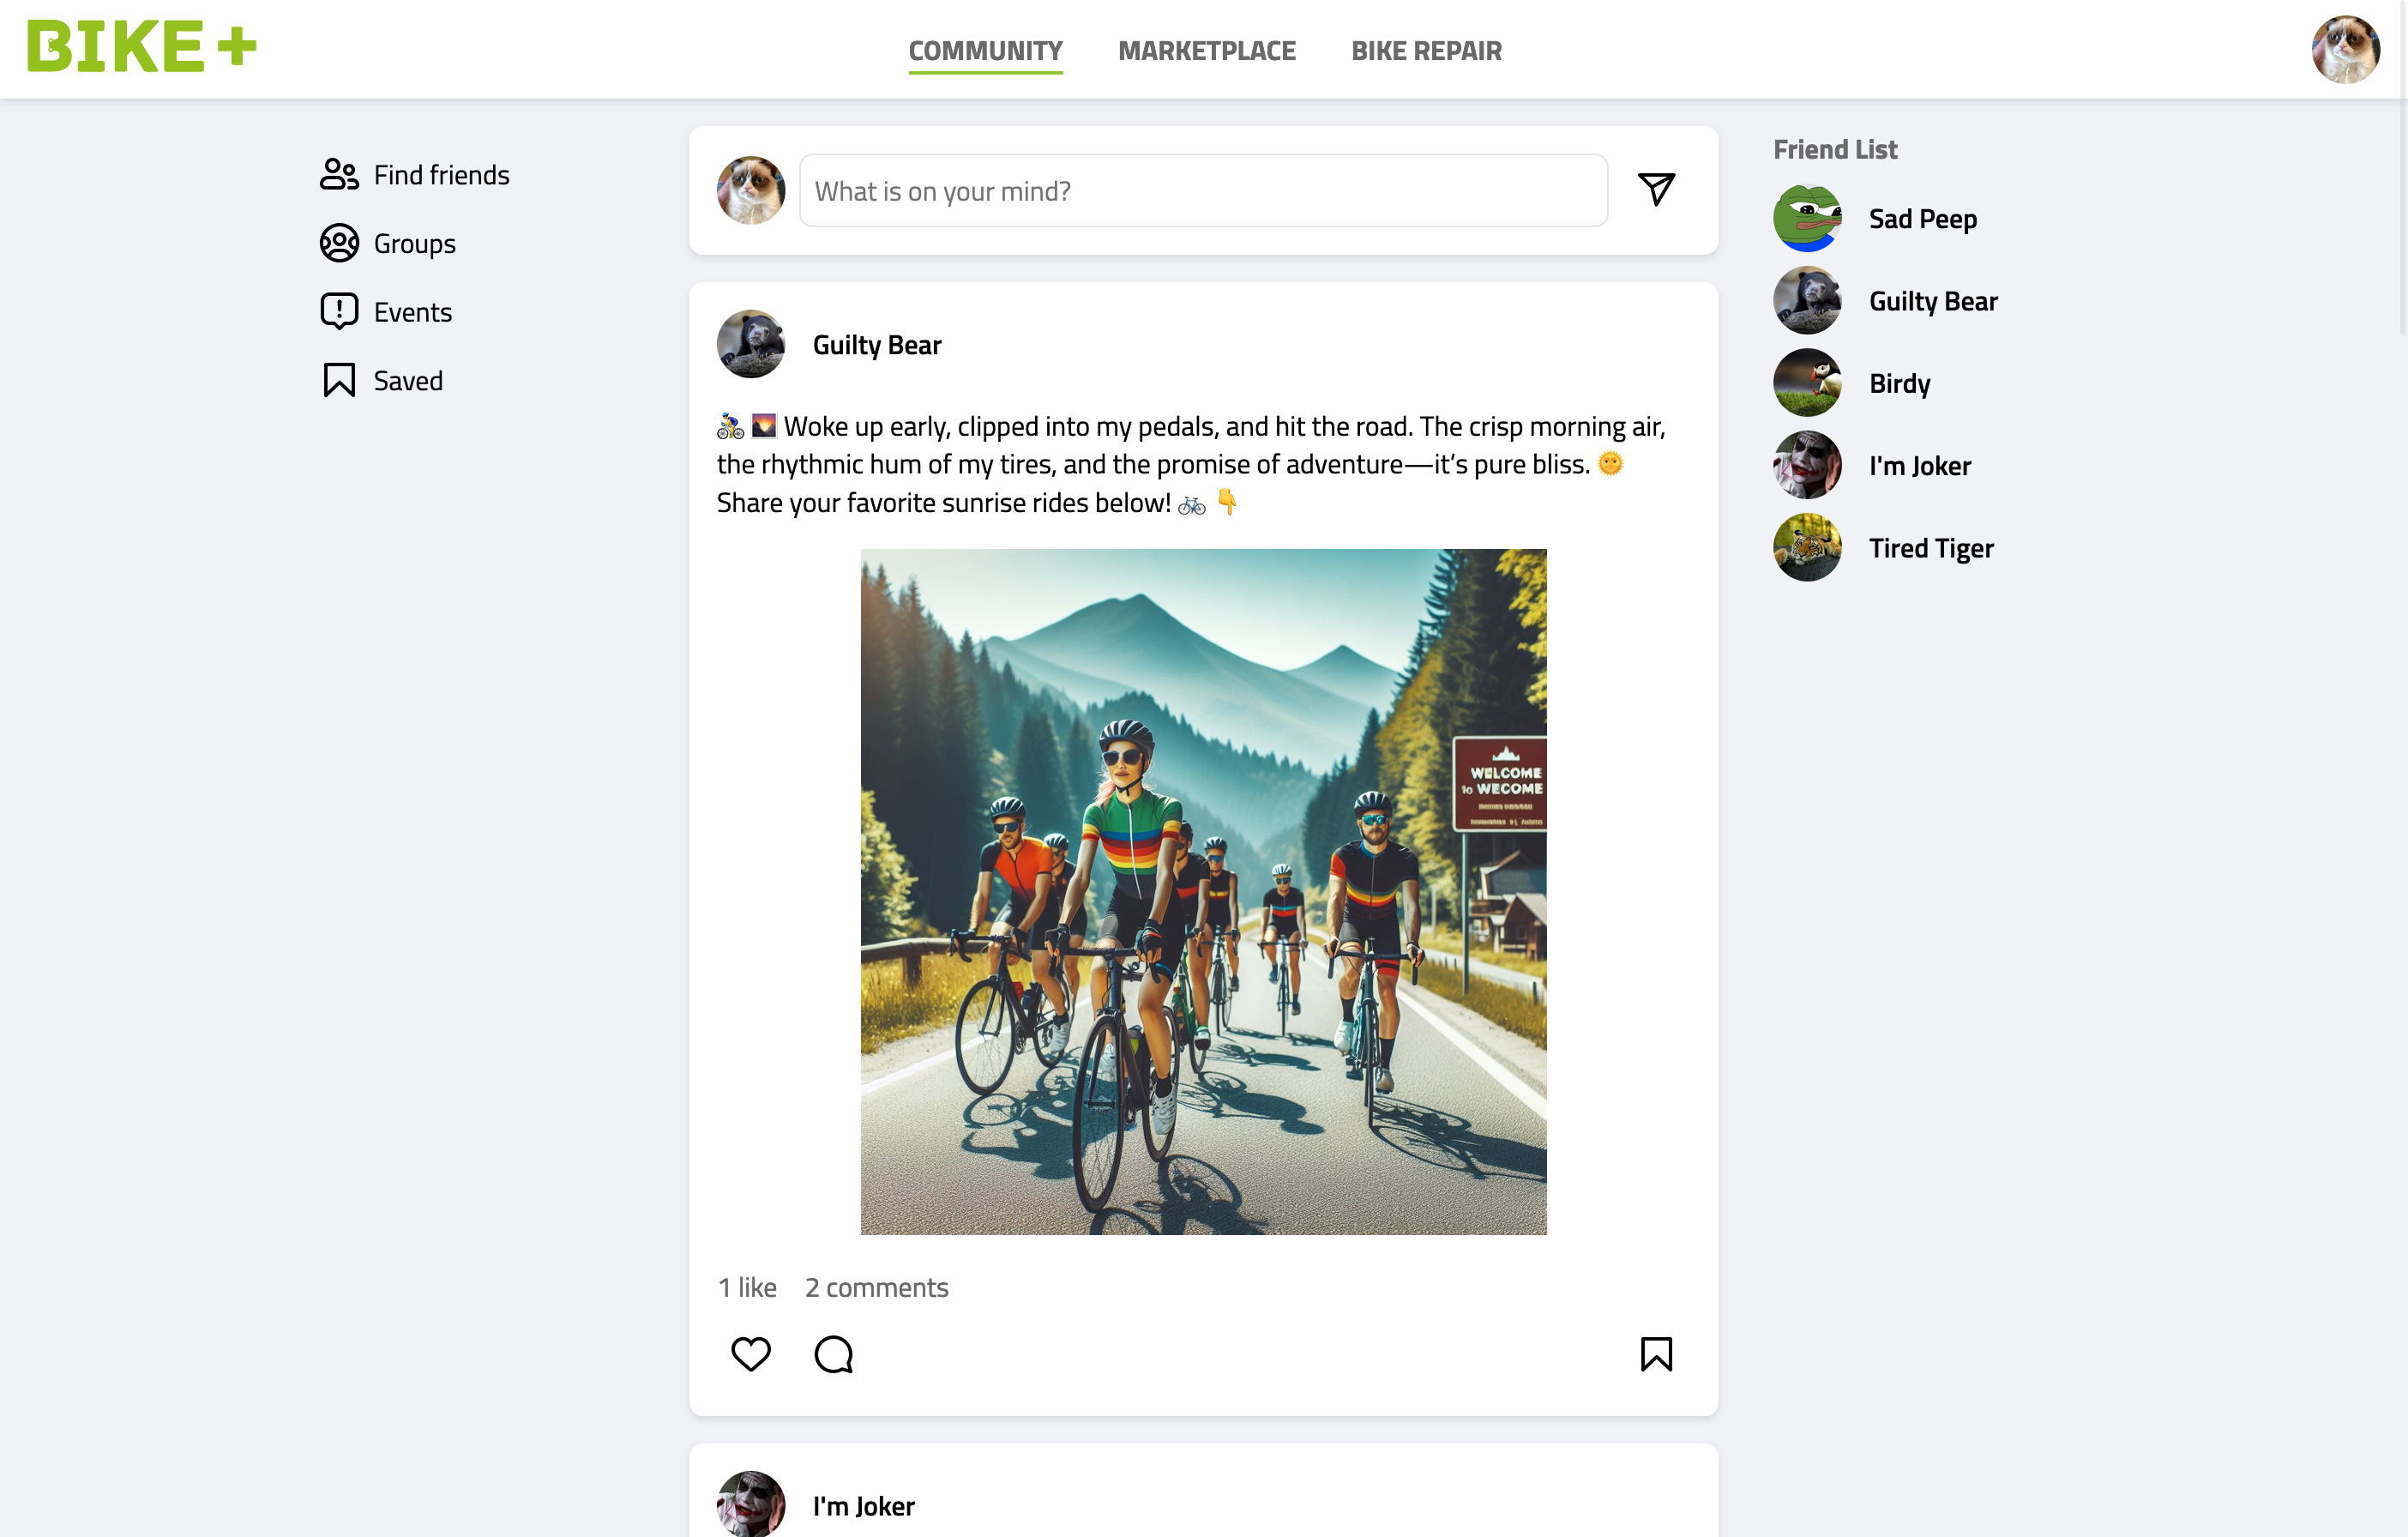 BIKE +
COMMUNITY
MARKETPLACE
BIKE REPAIR
Find friends
Groups
Events
Saved
What is on your mind?
Guilty Bear
🚴🌄 Woke up early, clipped into my pedals, and hit the road. The crisp morning air,
the rhythmic hum of my tires, and the promise of adventure—it's pure bliss. 🌞
Share your favorite sunrise rides below! 🚲 👇
WELCOME
to WECOME
1 like
2 comments
I'm Joker
Friend List
Sad Peep
Guilty Bear
Birdy
I'm Joker
Tired Tiger